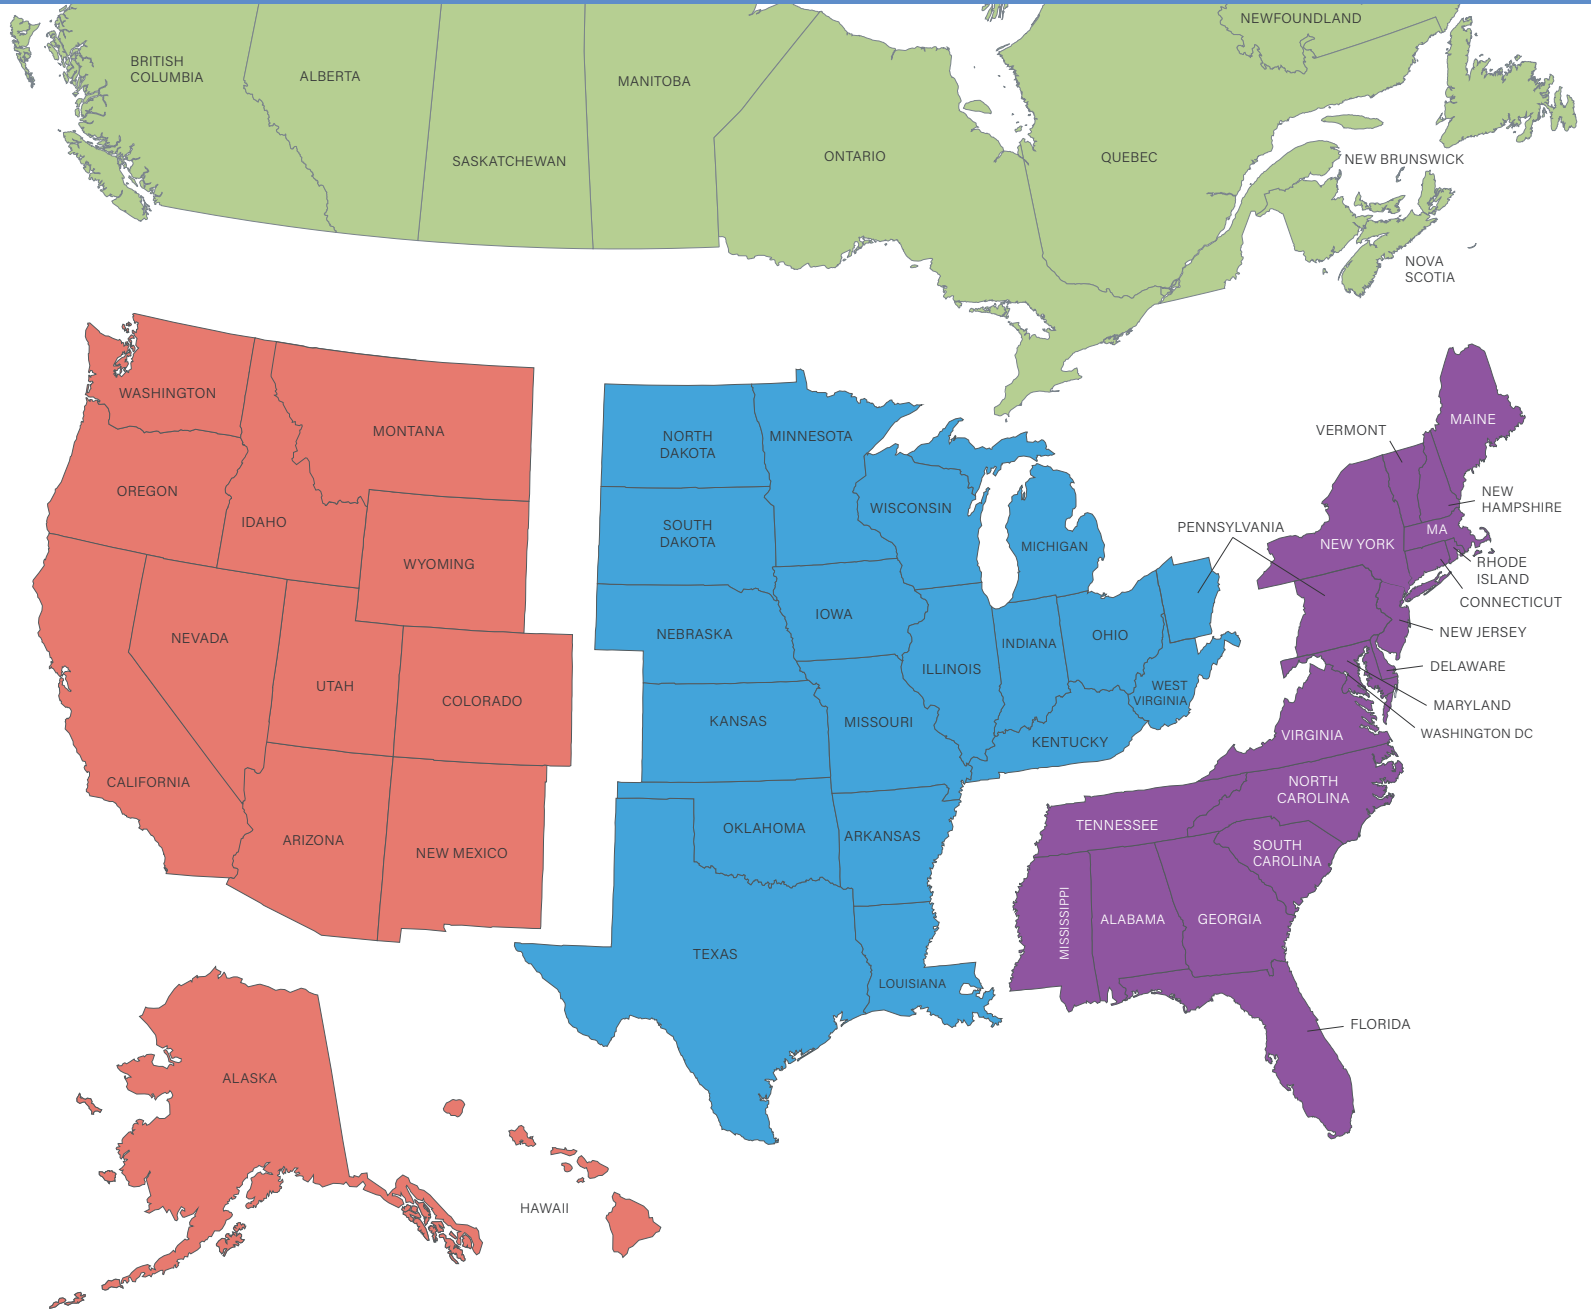 NEWFOUNDLAND
BRITISH
COLUMBIA
ALBERTA
MANITOBA
SASKATCHEWAN
ONTARIO
QUEBEC
NEW BRUNSWICK
NOVA
SCOTIA
WASHINGTON
MONTANA
OREGON
IDAHO
WYOMING
NEVADA
UTAH
COLORADO
CALIFORNIA
ARIZONA
NEW MEXICO
ALASKA
HAWAII
NORTH
DAKOTA
MINNESOTA
SOUTH
DAKOTA
WISCONSIN
MICHIGAN
NEBRASKA
IOWA
ILLINOIS
INDIANA
OHIO
WEST
VIRGINIA
KANSAS
MISSOURI
KENTUCKY
OKLAHOMA
ARKANSAS
TEXAS
LOUISIANA
MAINE
VERMONT
NEW
HAMPSHIRE
PENNSYLVANIA
NEW YORK
MA
RHODE
ISLAND
CONNECTICUT
NEW JERSEY
DELAWARE
MARYLAND
WASHINGTON DC
VIRGINIA
NORTH
CAROLINA
TENNESSEE
SOUTH
CAROLINA
MISSISSIPPI
ALABAMA
GEORGIA
FLORIDA